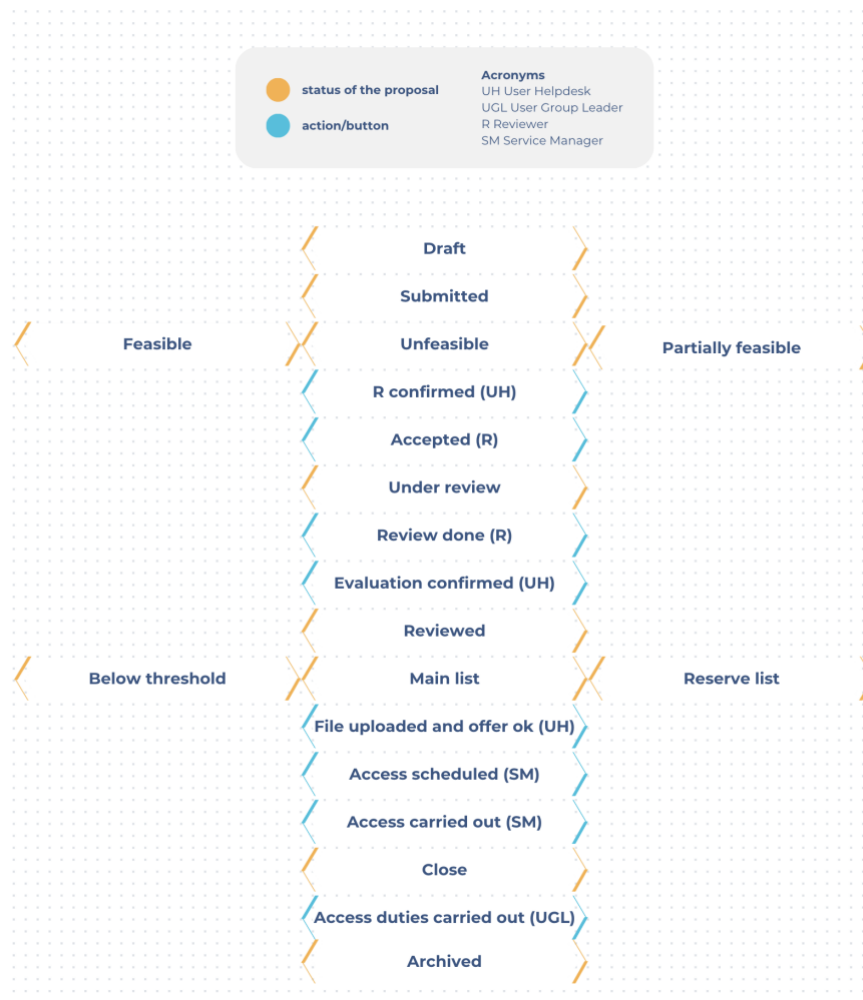 status of the proposal
action/button
Acronyms
UH User Helpdesk
UGL User Group Leader
R Reviewer
SM Service Manager
Draft
Submitted
Feasible
Unfeasible
Partially feasible
R confirmed (UH)
Accepted (R)
Under review
Review done (R)
Evaluation confirmed (UH)
Reviewed
Below threshold
Main list
Reserve list
File uploaded and offer ok (UH)
Access scheduled (SM)
Access carried out (SM)
Close
Access duties carried out (UGL)
Archived